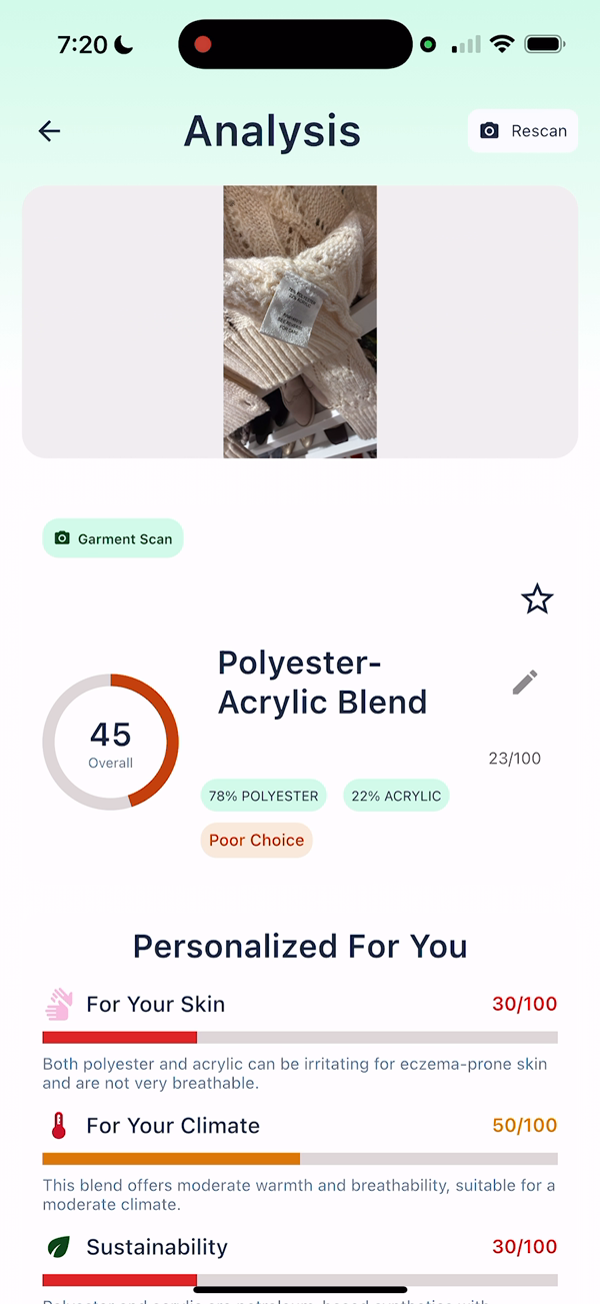 7:20
Analysis
Rescan
Garment Scan
Polyester-
Acrylic Blend
45
Overall
23/100
78% POLYESTER
22% ACRYLIC
Poor Choice
Personalized For You
For Your Skin
30/100
Both polyester and acrylic can be irritating for eczema-prone skin
and are not very breathable.
For Your Climate
50/100
This blend offers moderate warmth and breathability, suitable for a
moderate climate.
Sustainability
30/100